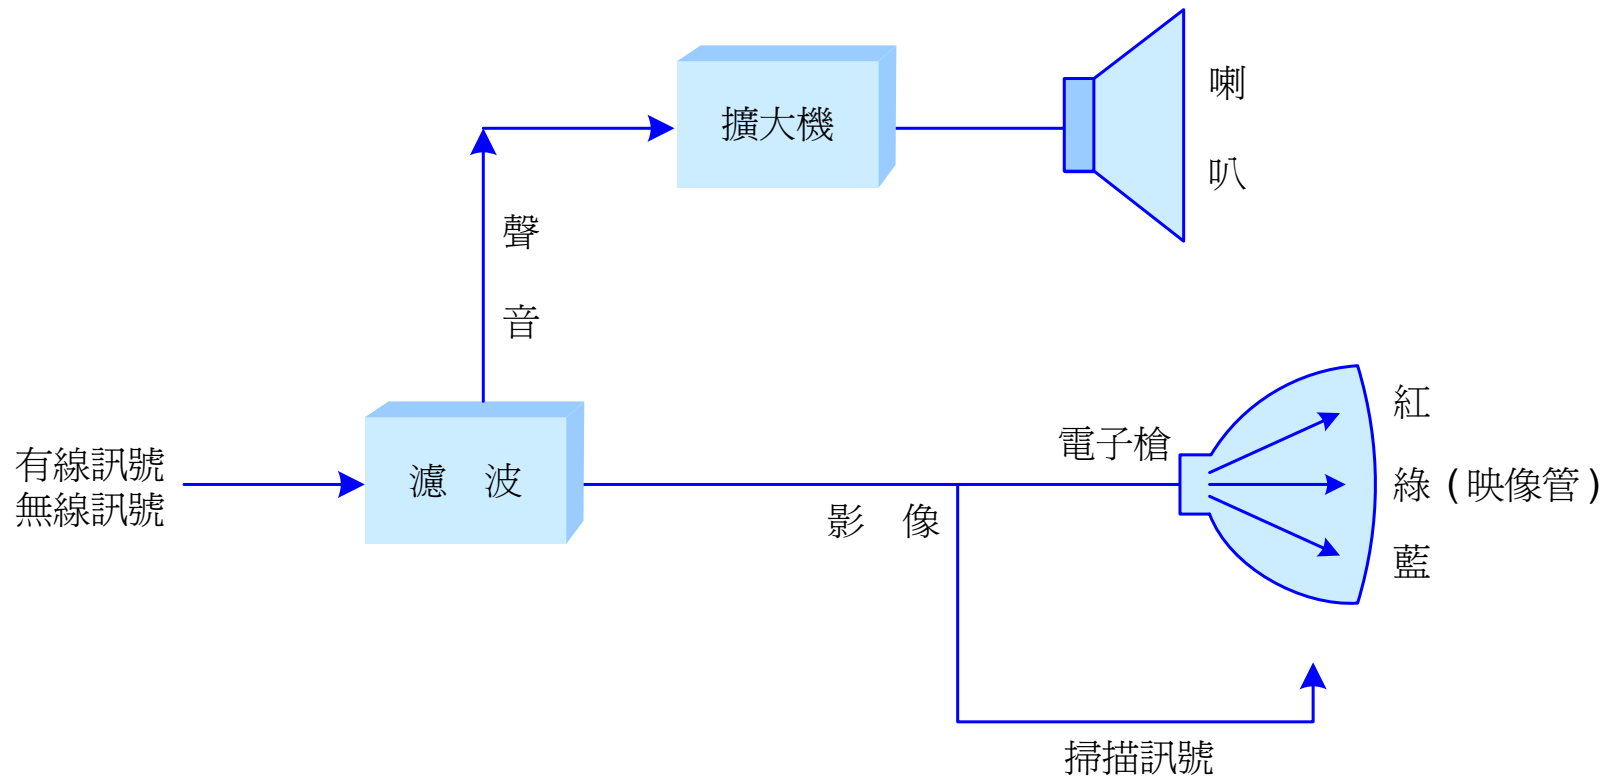 擴大機
喇
叭
聲
音
有線訊號
無線訊號
濾 波
影 像
電子槍
紅
綠 ( 映像管 )
藍
掃描訊號